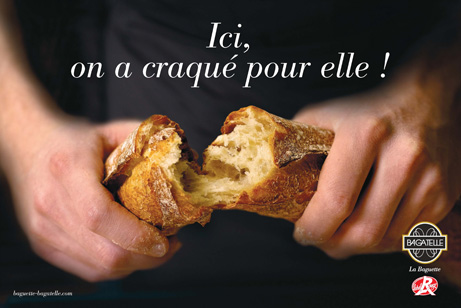 Ici,
on a craqué pour elle !
BAGATELLE
La Baguette
baguette-bagatelle.com